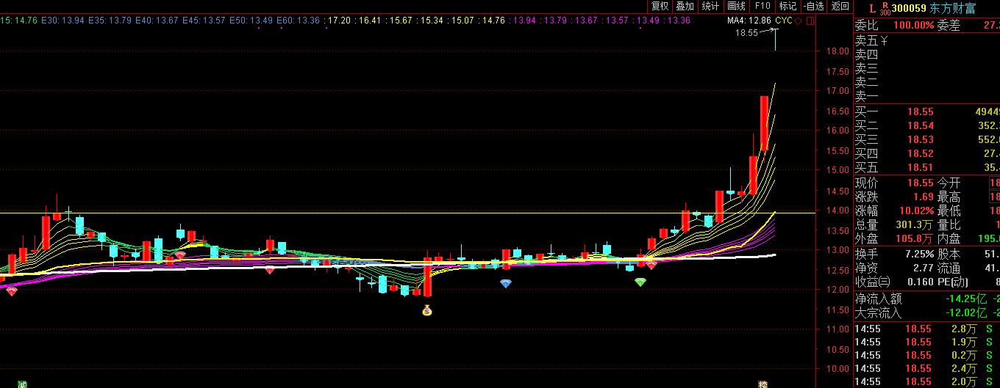 复权 叠加 统计 画线 F10 标记 -自选 返回
L R 300 300059 东方财富
15:14.76 E30:13.94 E35:13.79 E40:13.67 E45:13.57 E50:13.49 E60:13.36 :17.20 :16.41 :15.67 :15.34 :15.07 :14.76 :13.94 :13.79 :13.67 :13.57 :13.49 :13.36 MA4: 12.86 CYC
18.55
18.00
17.50
17.00
16.50
16.00
15.50
15.00
14.50
14.00
13.50
13.00
12.50
12.00
11.50
11.00
10.50
10.00
减
榜
委比 100.00% 委差 27.
卖五 ¥
卖四
卖三
卖二
卖一
买一 18.55 4944
买二 18.54 352.
买三 18.53 552.
买四 18.52 27.
买五 18.51 35.
现价 18.55 今开 18
涨跌 1.69 最高 18
涨幅 10.02% 最低 18
总量 301.3万 量比 1
外盘 105.8万 内盘 195.
换手 7.25% 股本 51.
净资 2.77 流通 41.
收益㈢ 0.160 PE(动) 8
净流入额 -14.25亿 -2
大宗流入 -12.02亿 -2
14:55 18.55 2.8万 S
14:55 18.55 1.9万 S
14:55 18.55 0.2万 S
14:55 18.55 2.4万 S
14:55 18.55 2.0万 S